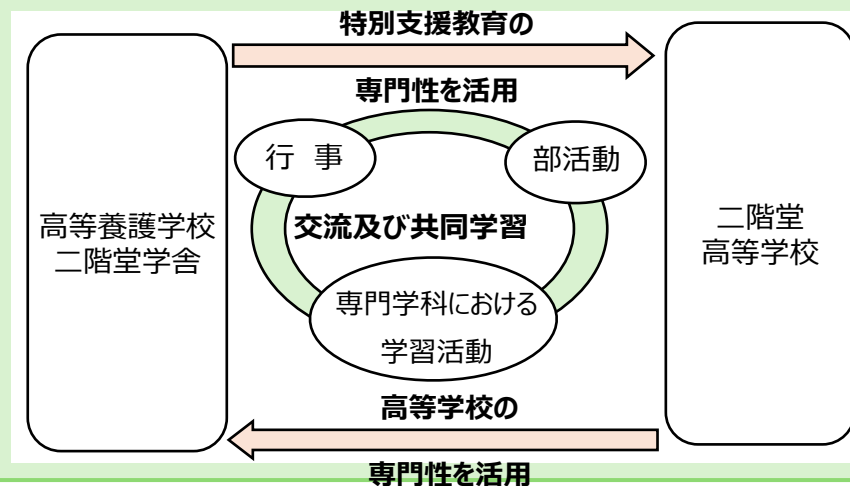 特別支援教育の
専門性を活用
行 事
部活動
高等養護学校
二階堂学舎
交流及び共同学習
二階堂
高等学校
専門学科における
学習活動
高等学校の
専門性を活用